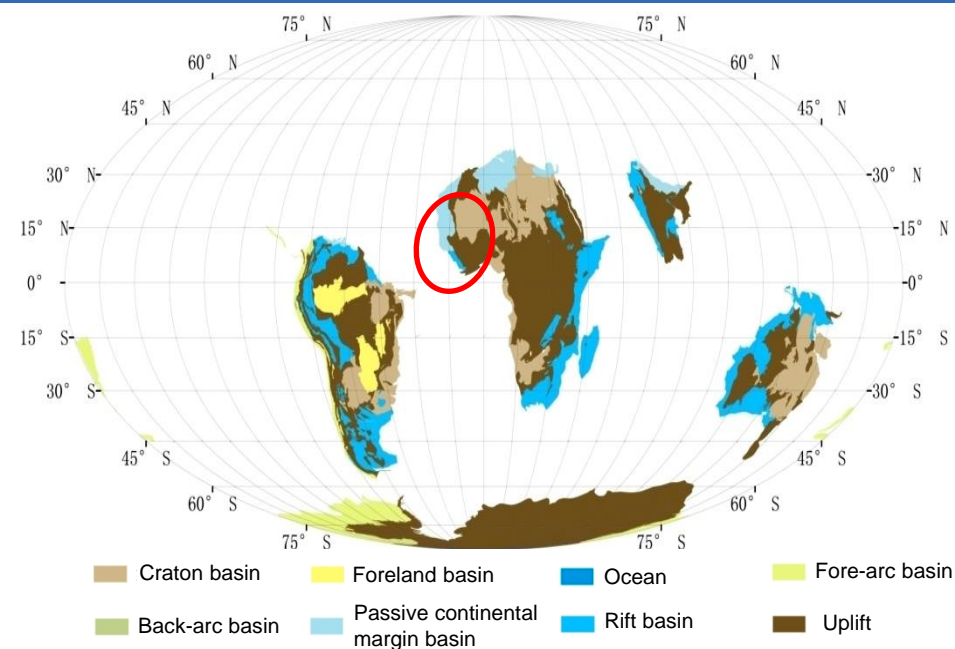 75° N 75° N
60° N 60° N
45° N 45° N
30° N 30° N
15° N 15° N
0° 0°
15° S 15° S
30° S 30° S
45° S 45° S
60° S 60° S
75° S 75° S
Craton basin Foreland basin Ocean Fore-arc basin
Back-arc basin Passive continental Rift basin Uplift
margin basin